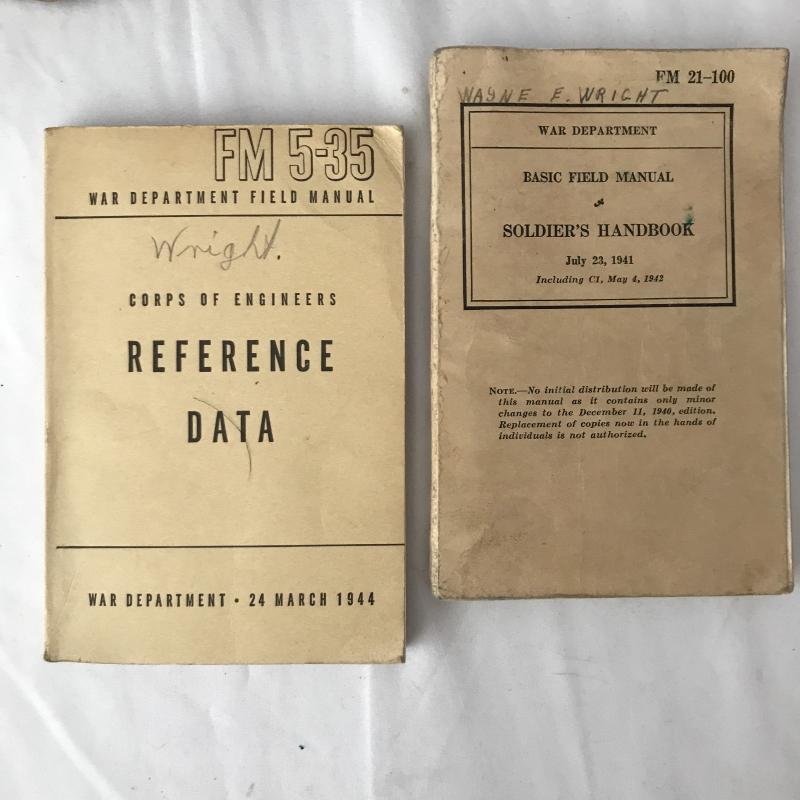 FM 5-35
WAR DEPARTMENT FIELD MANUAL
Wright.
CORPS OF ENGINEERS
REFERENCE
DATA
WAR DEPARTMENT • 24 MARCH 1944
FM 21-100
WAYNE E. WRIGHT
WAR DEPARTMENT
BASIC FIELD MANUAL
SOLDIER'S HANDBOOK
July 23, 1941
Including C1, May 4, 1942
NOTE.—No initial distribution will be made of
this manual as it contains only minor
changes to the December 11, 1940, edition.
Replacement of copies now in the hands of
individuals is not authorized.